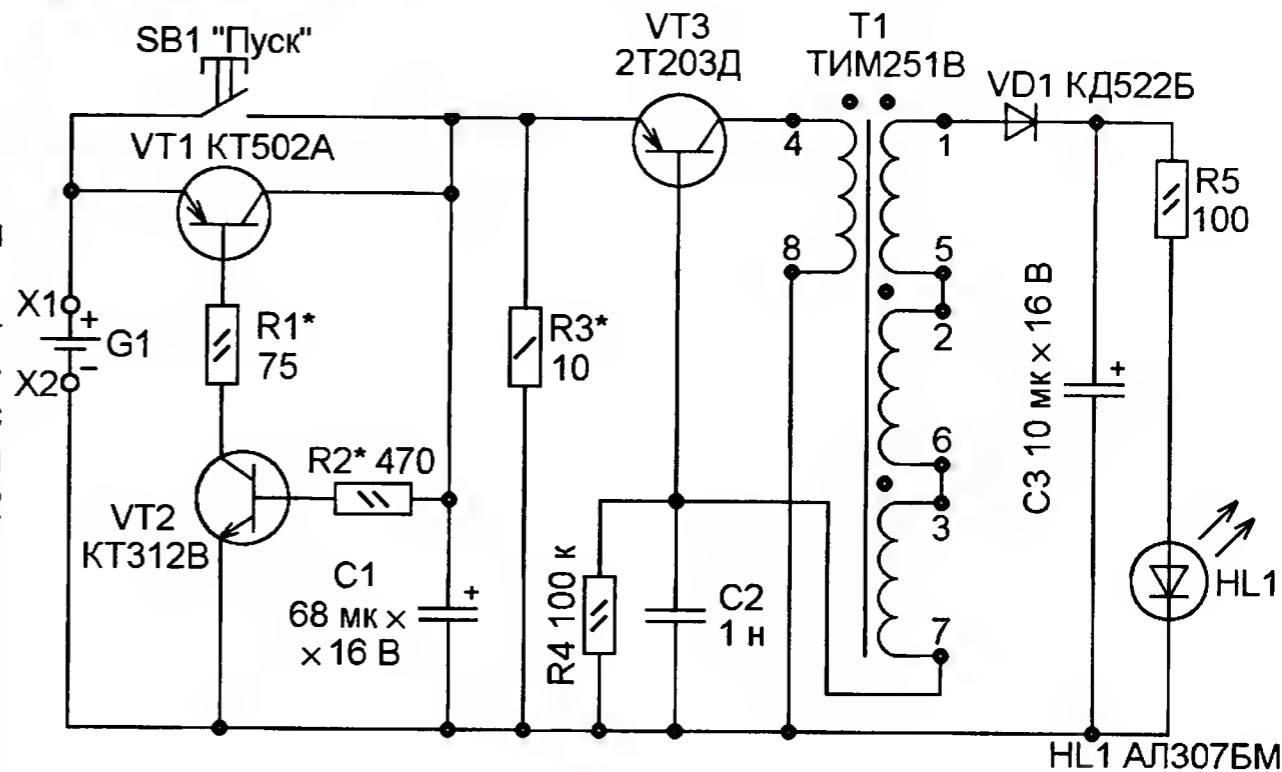 SB1 "Пуск"
VT1 КТ502А
VT3
2Т203Д
T1
ТИМ251В
VD1 КД522Б
4
1
R5
100
8
5
X1
+
G1
−
X2
R1*
75
R3*
10
2
C3 10 мк × 16 В
+
6
R2* 470
3
VT2
КТ312В
C1
68 мк ×
× 16 В
+
R4 100 к
C2
1 н
7
HL1
HL1 АЛ307БМ